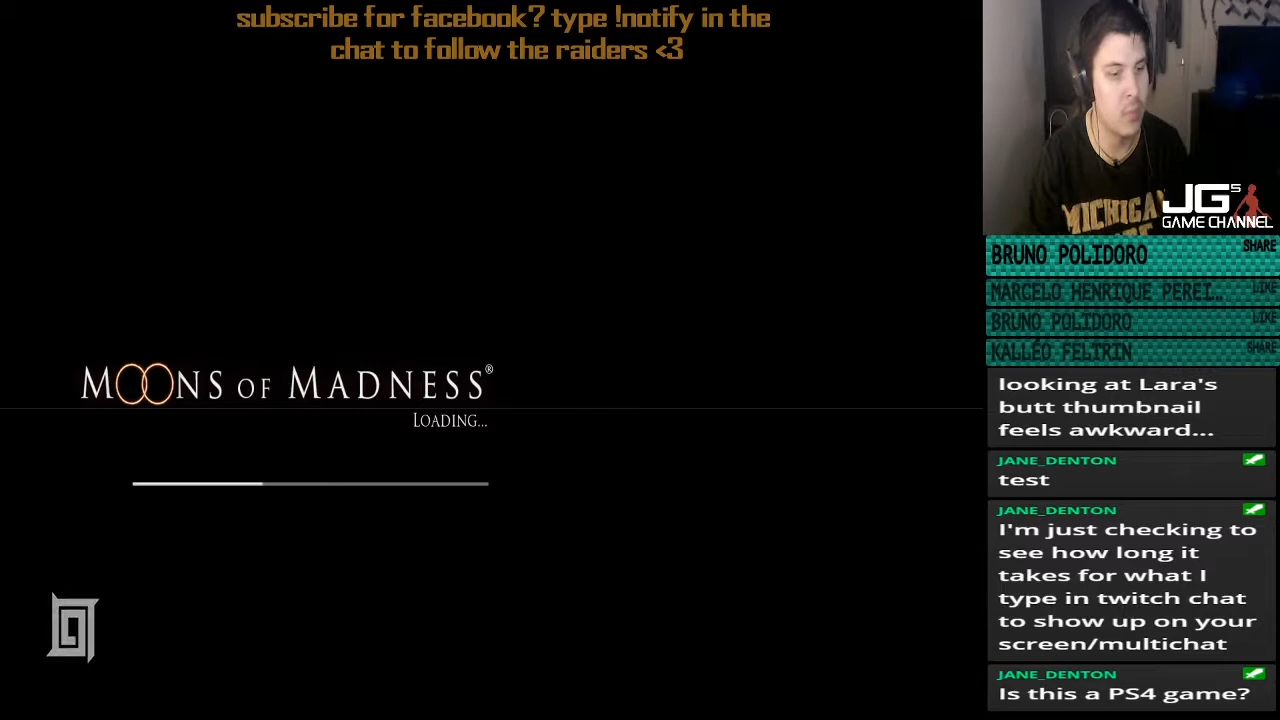 subscribe for facebook? type !notify in the
chat to follow the raiders <3
MICHIGA
JG5
GAME CHANNEL
BRUNO POLIDORO SHARE
MARCELO HENRIQUE PEREI.. LIKE
BRUNO POLIDORO LIKE
KALLÉO FELTRIN SHARE
MOONS OF MADNESS®
LOADING...
looking at Lara's
butt thumbnail
feels awkward...
JANE_DENTON
test
JANE_DENTON
I'm just checking to
see how long it
takes for what I
type in twitch chat
to show up on your
screen/multichat
JANE_DENTON
Is this a PS4 game?